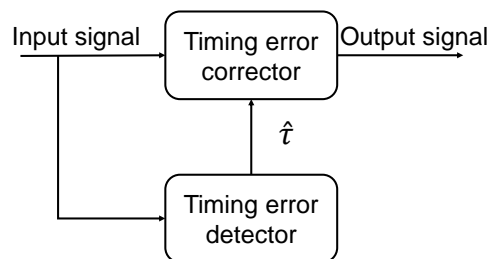 Input signal
Timing error
corrector
Output signal
τ̂
Timing error
detector